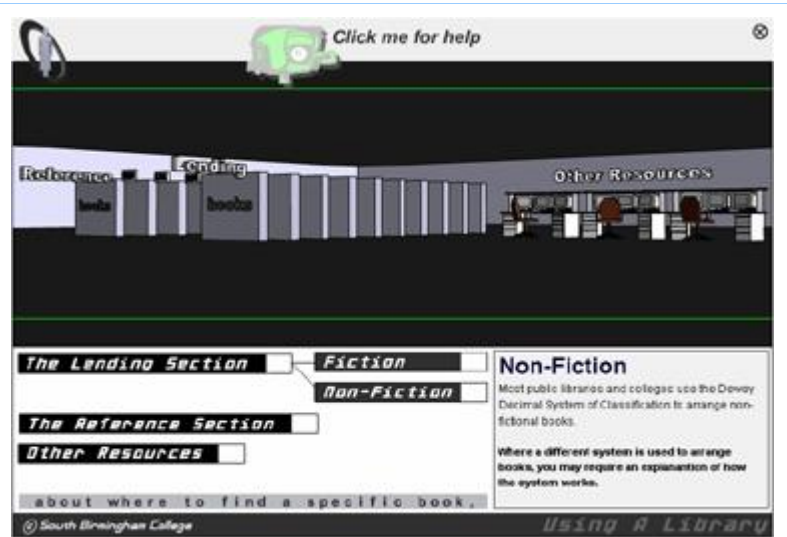 Click me for help
Reference
Lending
Other Resources
books
books
The Lending Section
Fiction
Non-Fiction
The Reference Section
Other Resources
about where to find a specific book,
Non-Fiction
Most public libraries and colleges use the Dewey
Decimal System of Classification to arrange non-
fictional books.
Where a different system is used to arrange
books, you may require an explanantion of how
the system works.
© South Birmingham College
Using A Library